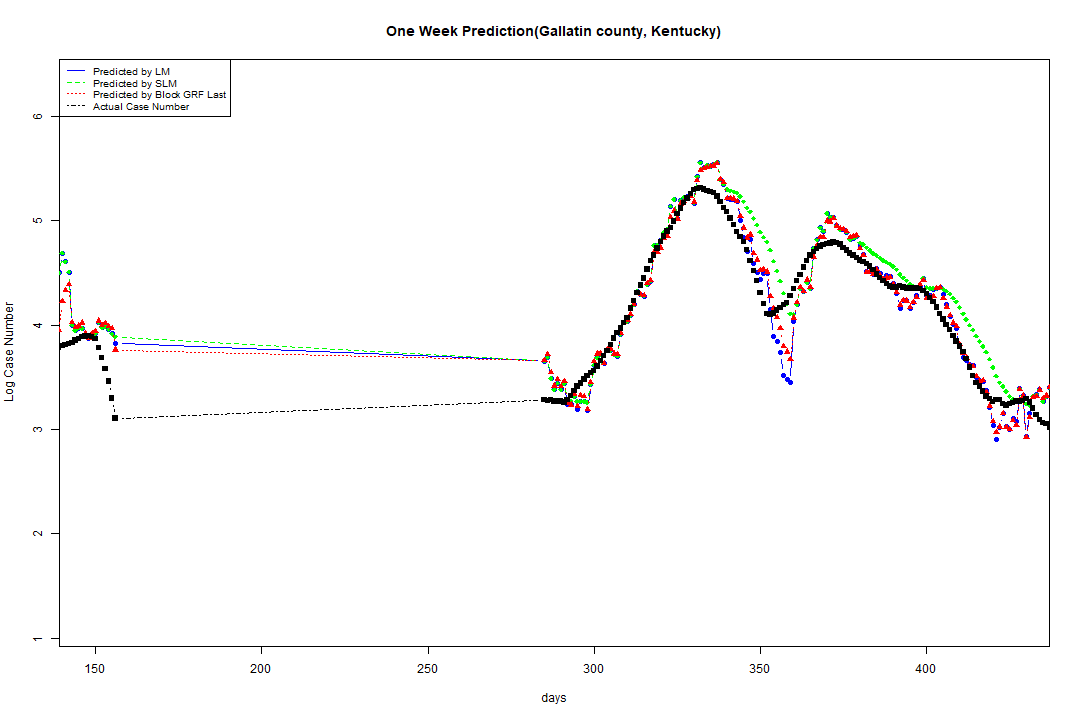 One Week Prediction(Gallatin county, Kentucky)
Predicted by LM
Predicted by SLM
Predicted by Block GRF Last
Actual Case Number
Log Case Number
6
5
4
3
2
1
150
200
250
300
350
400
days